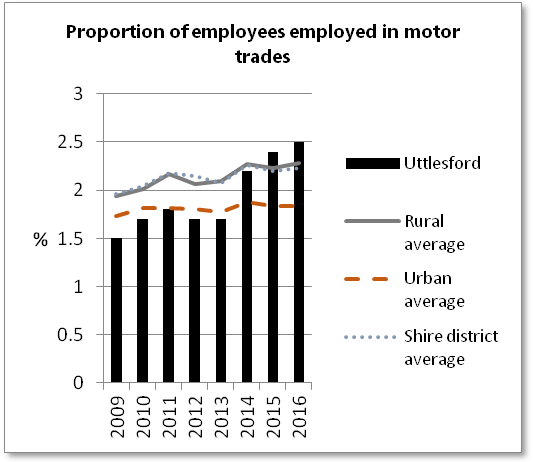 Proportion of employees employed in motor
trades
3
2.5
2
1.5
1
0.5
0
%
2009
2010
2011
2012
2013
2014
2015
2016
Uttlesford
Rural
average
Urban
average
Shire district
average